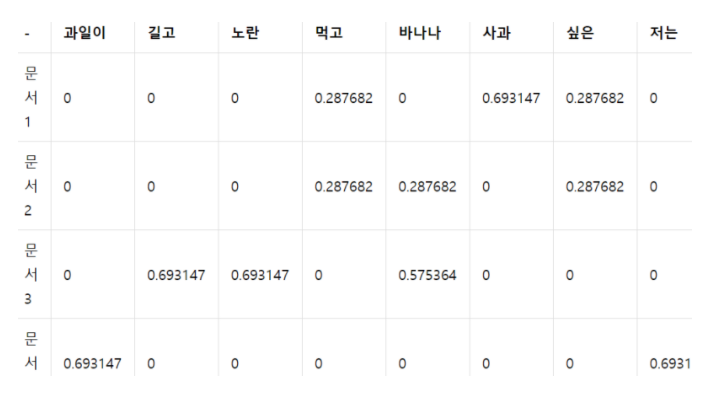 - 과일이 길고 노란 먹고 바나나 사과 싶은 저는
문
서 0 0 0 0.287682 0 0.693147 0.287682 0
1
문
서 0 0 0 0.287682 0.287682 0 0.287682 0
2
문
서 0 0.693147 0.693147 0 0.575364 0 0 0
3
문
서 0.693147 0 0 0 0 0 0 0.6931